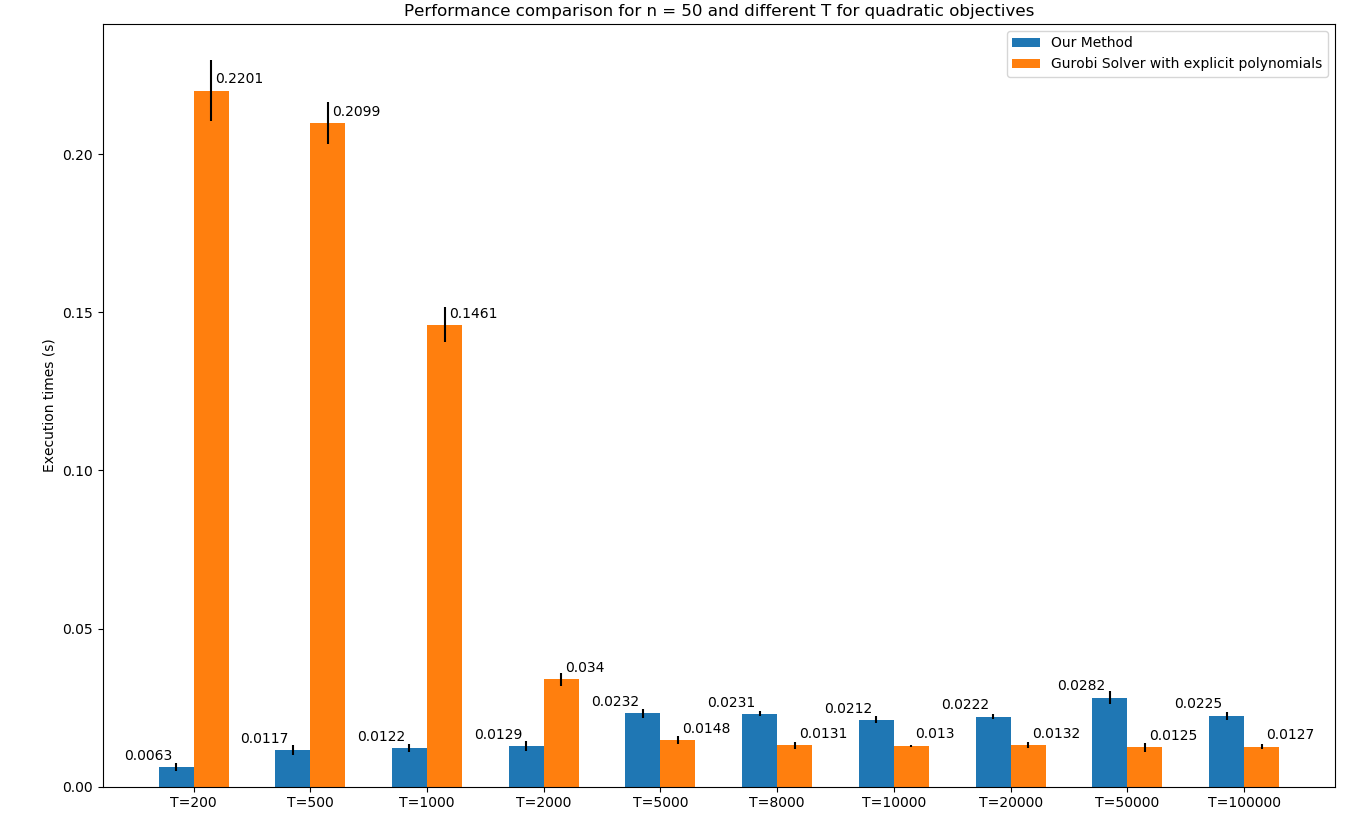 Performance comparison for n = 50 and different T for quadratic objectives
Our Method
Gurobi Solver with explicit polynomials
Execution times (s)
0.20
0.15
0.10
0.05
0.00
0.0063
0.2201
0.0117
0.2099
0.0122
0.1461
0.0129
0.034
0.0232
0.0148
0.0231
0.0131
0.0212
0.013
0.0222
0.0132
0.0282
0.0125
0.0225
0.0127
T=200
T=500
T=1000
T=2000
T=5000
T=8000
T=10000
T=20000
T=50000
T=100000